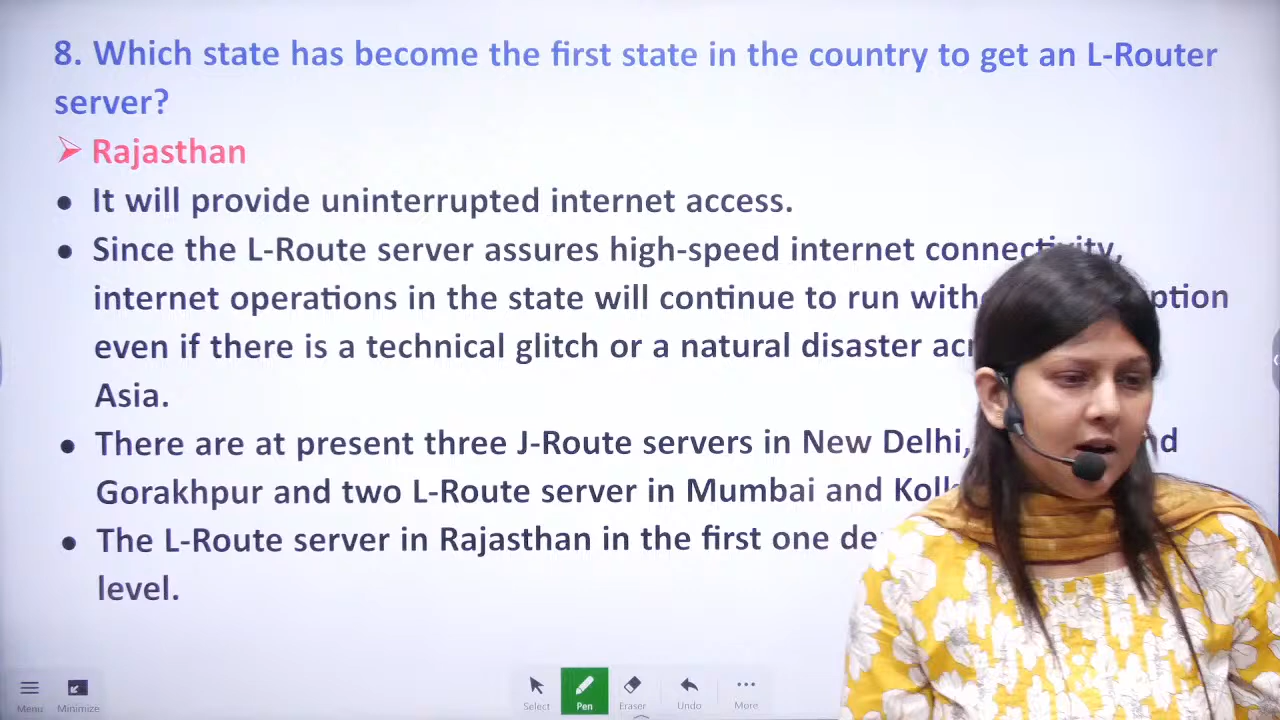 8. Which state has become the first state in the country to get an L-Router
server?
Rajasthan
It will provide uninterrupted internet access.
Since the L-Route server assures high-speed internet connectivity,
internet operations in the state will continue to run
even if there is a technical glitch or a natural disaster
Asia.
There are at present three J-Route servers in New Delhi,
Gorakhpur and two L-Route server in Mumbai and
The L-Route server in Rajasthan in the first one
level.
Menu Minimize Select Pen Eraser Undo More